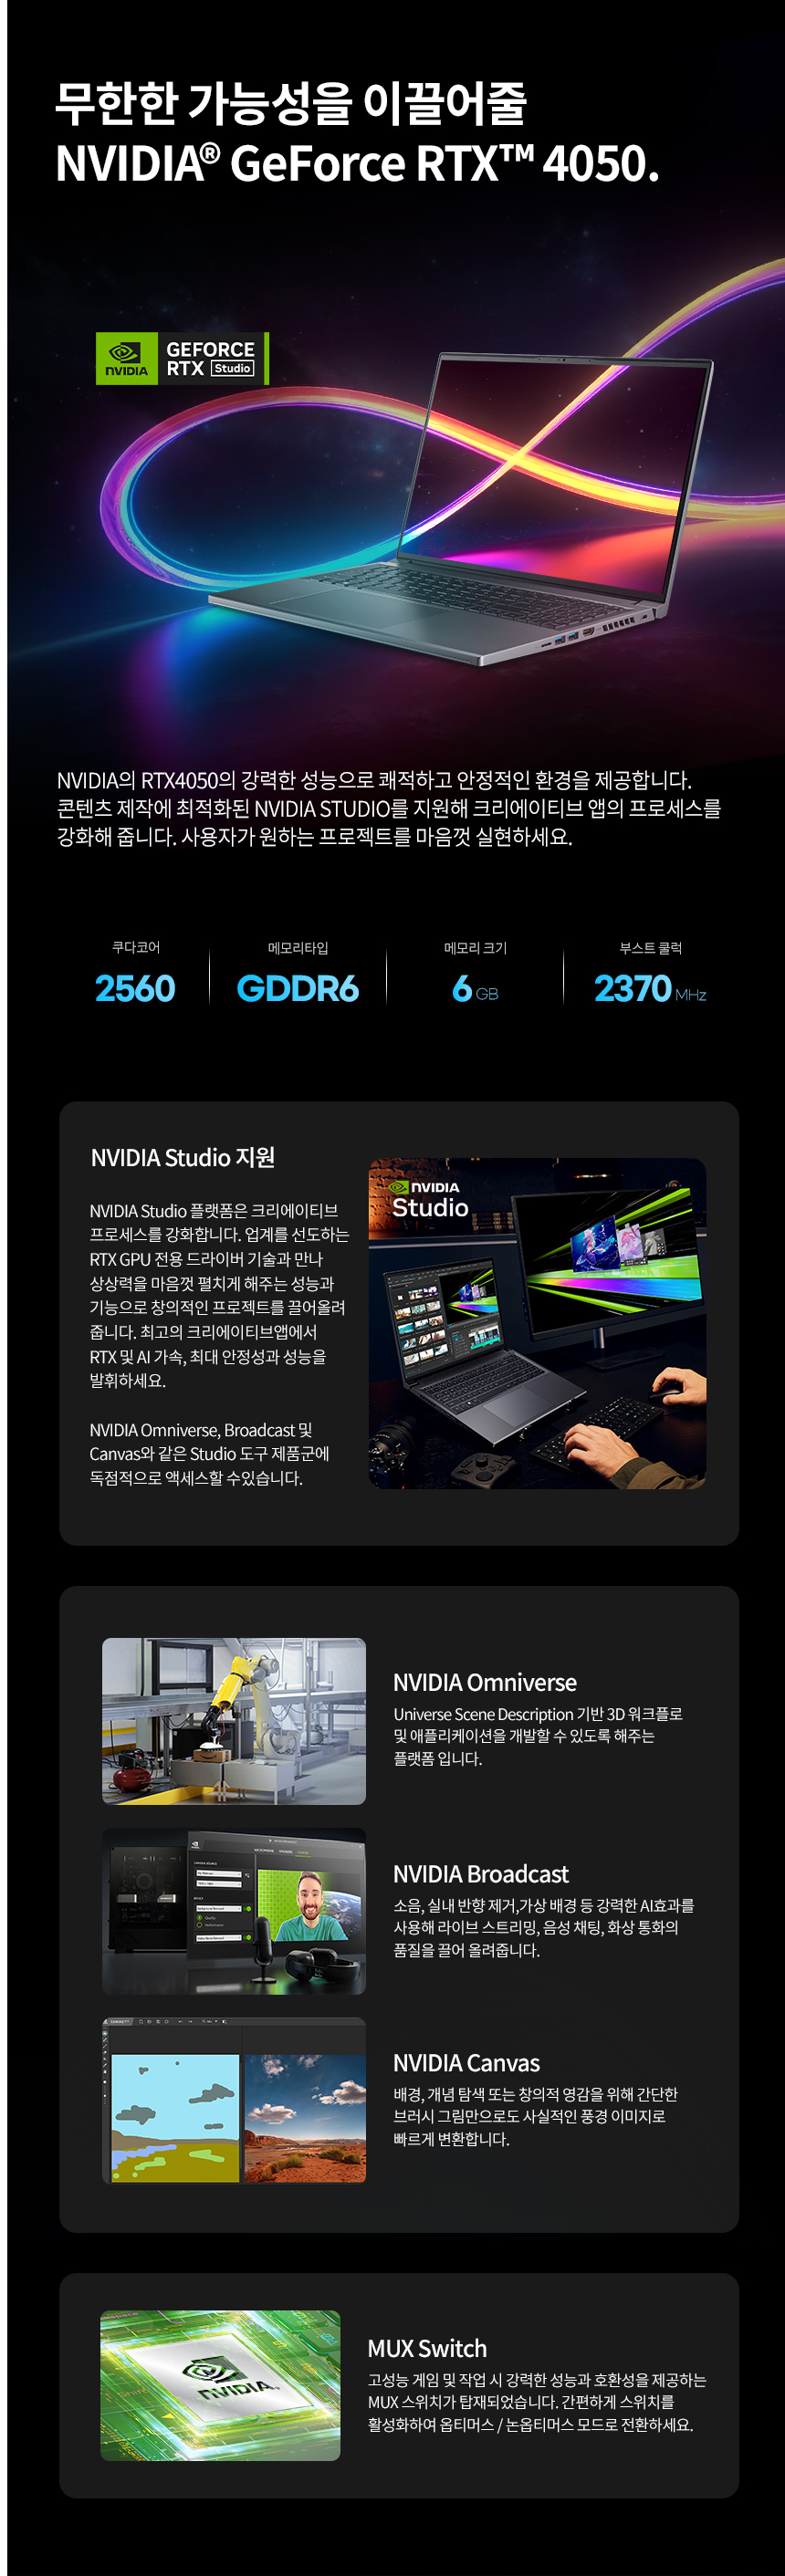 무한한 가능성을 이끌어줄
NVIDIA® GeForce RTX™ 4050.
NVIDIA
GEFORCE
RTX Studio
NVIDIA의 RTX4050의 강력한 성능으로 쾌적하고 안정적인 환경을 제공합니다.
콘텐츠 제작에 최적화된 NVIDIA STUDIO를 지원해 크리에이티브 앱의 프로세스를
강화해 줍니다. 사용자가 원하는 프로젝트를 마음껏 실현하세요.
쿠다코어
2560
메모리타입
GDDR6
메모리 크기
6 GB
부스트 쿨럭
2370 MHz
NVIDIA Studio 지원
NVIDIA Studio 플랫폼은 크리에이티브
프로세스를 강화합니다. 업계를 선도하는
RTX GPU 전용 드라이버 기술과 만나
상상력을 마음껏 펼치게 해주는 성능과
기능으로 창의적인 프로젝트를 끌어올려
줍니다. 최고의 크리에이티브앱에서
RTX 및 AI 가속, 최대 안정성과 성능을
발휘하세요.
NVIDIA Omniverse, Broadcast 및
Canvas와 같은 Studio 도구 제품군에
독점적으로 액세스할 수있습니다.
NVIDIA
Studio
NVIDIA Omniverse
Universe Scene Description 기반 3D 워크플로
및 애플리케이션을 개발할 수 있도록 해주는
플랫폼 입니다.
NVIDIA Broadcast
소음, 실내 반향 제거,가상 배경 등 강력한 AI효과를
사용해 라이브 스트리밍, 음성 채팅, 화상 통화의
품질을 끌어 올려줍니다.
NVIDIA Canvas
배경, 개념 탐색 또는 창의적 영감을 위해 간단한
브러시 그림만으로도 사실적인 풍경 이미지로
빠르게 변환합니다.
NVIDIA
MUX Switch
고성능 게임 및 작업 시 강력한 성능과 호환성을 제공하는
MUX 스위치가 탑재되었습니다. 간편하게 스위치를
활성화하여 옵티머스 / 논옵티머스 모드로 전환하세요.